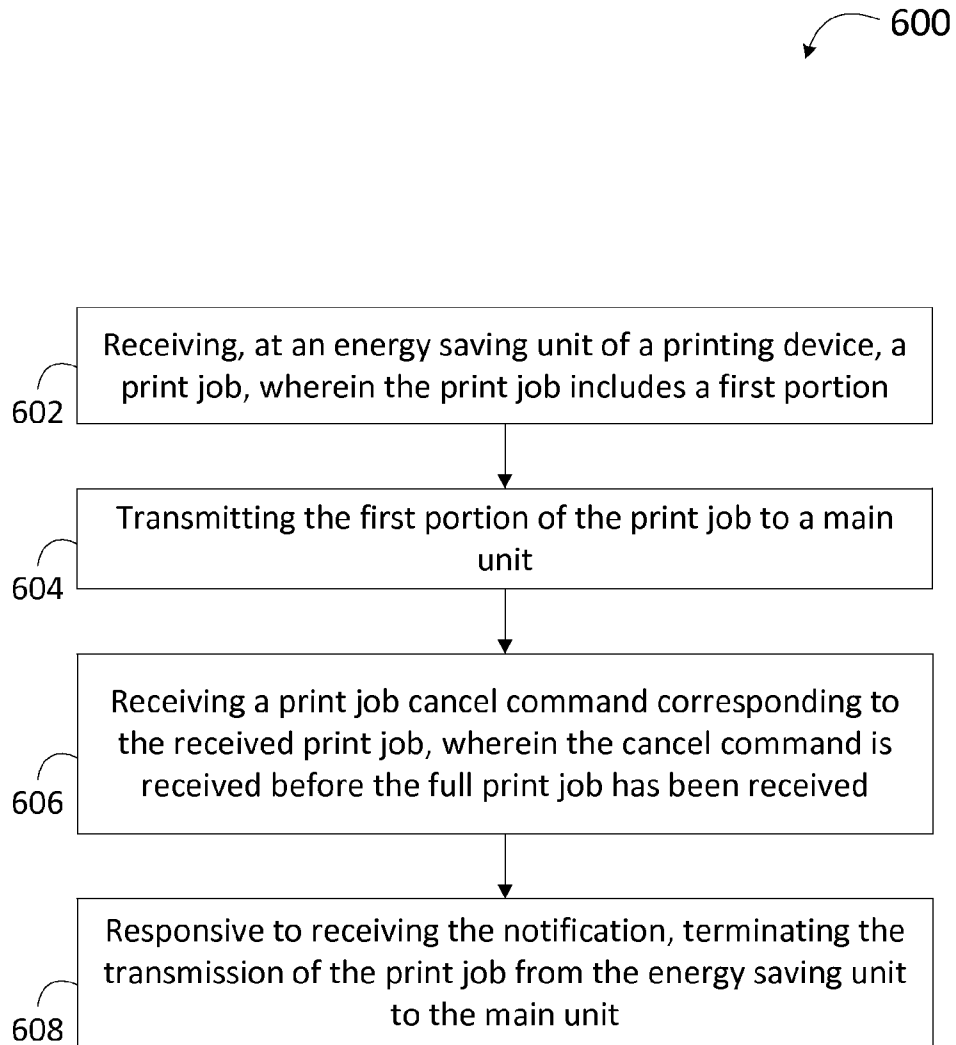 600
Receiving, at an energy saving unit of a printing device, a
print job, wherein the print job includes a first portion
602
Transmitting the first portion of the print job to a main
unit
604
Receiving a print job cancel command corresponding to
the received print job, wherein the cancel command is
received before the full print job has been received
606
Responsive to receiving the notification, terminating the
transmission of the print job from the energy saving unit
to the main unit
608